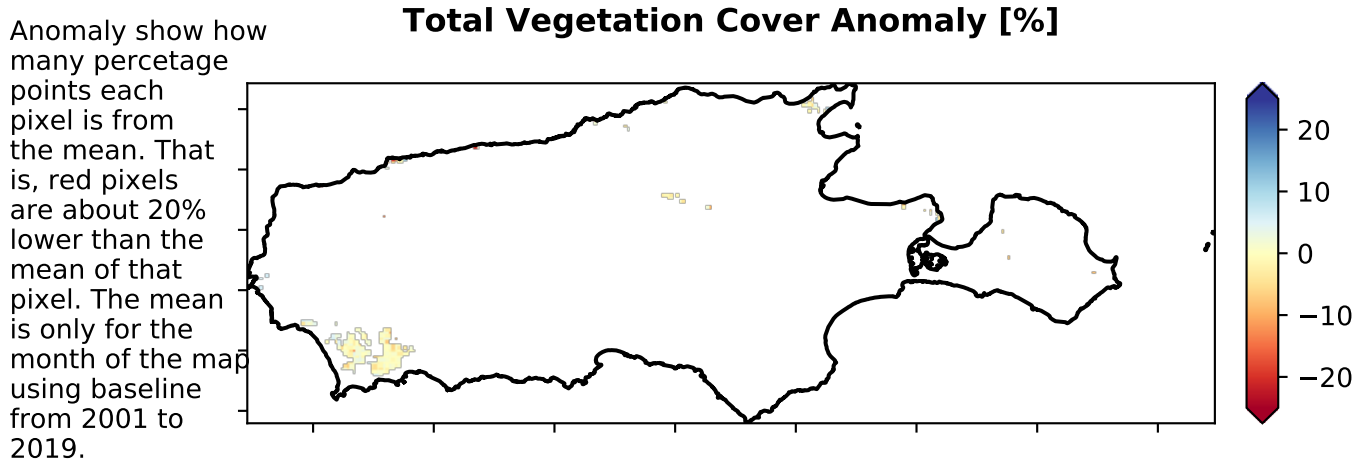 Total Vegetation Cover Anomaly [%]
Anomaly show how
many percetage
points each
pixel is from
the mean. That
is, red pixels
are about 20%
lower than the
mean of that
pixel. The mean
is only for the
month of the map
using baseline
from 2001 to
2019.
20
10
0
−10
−20